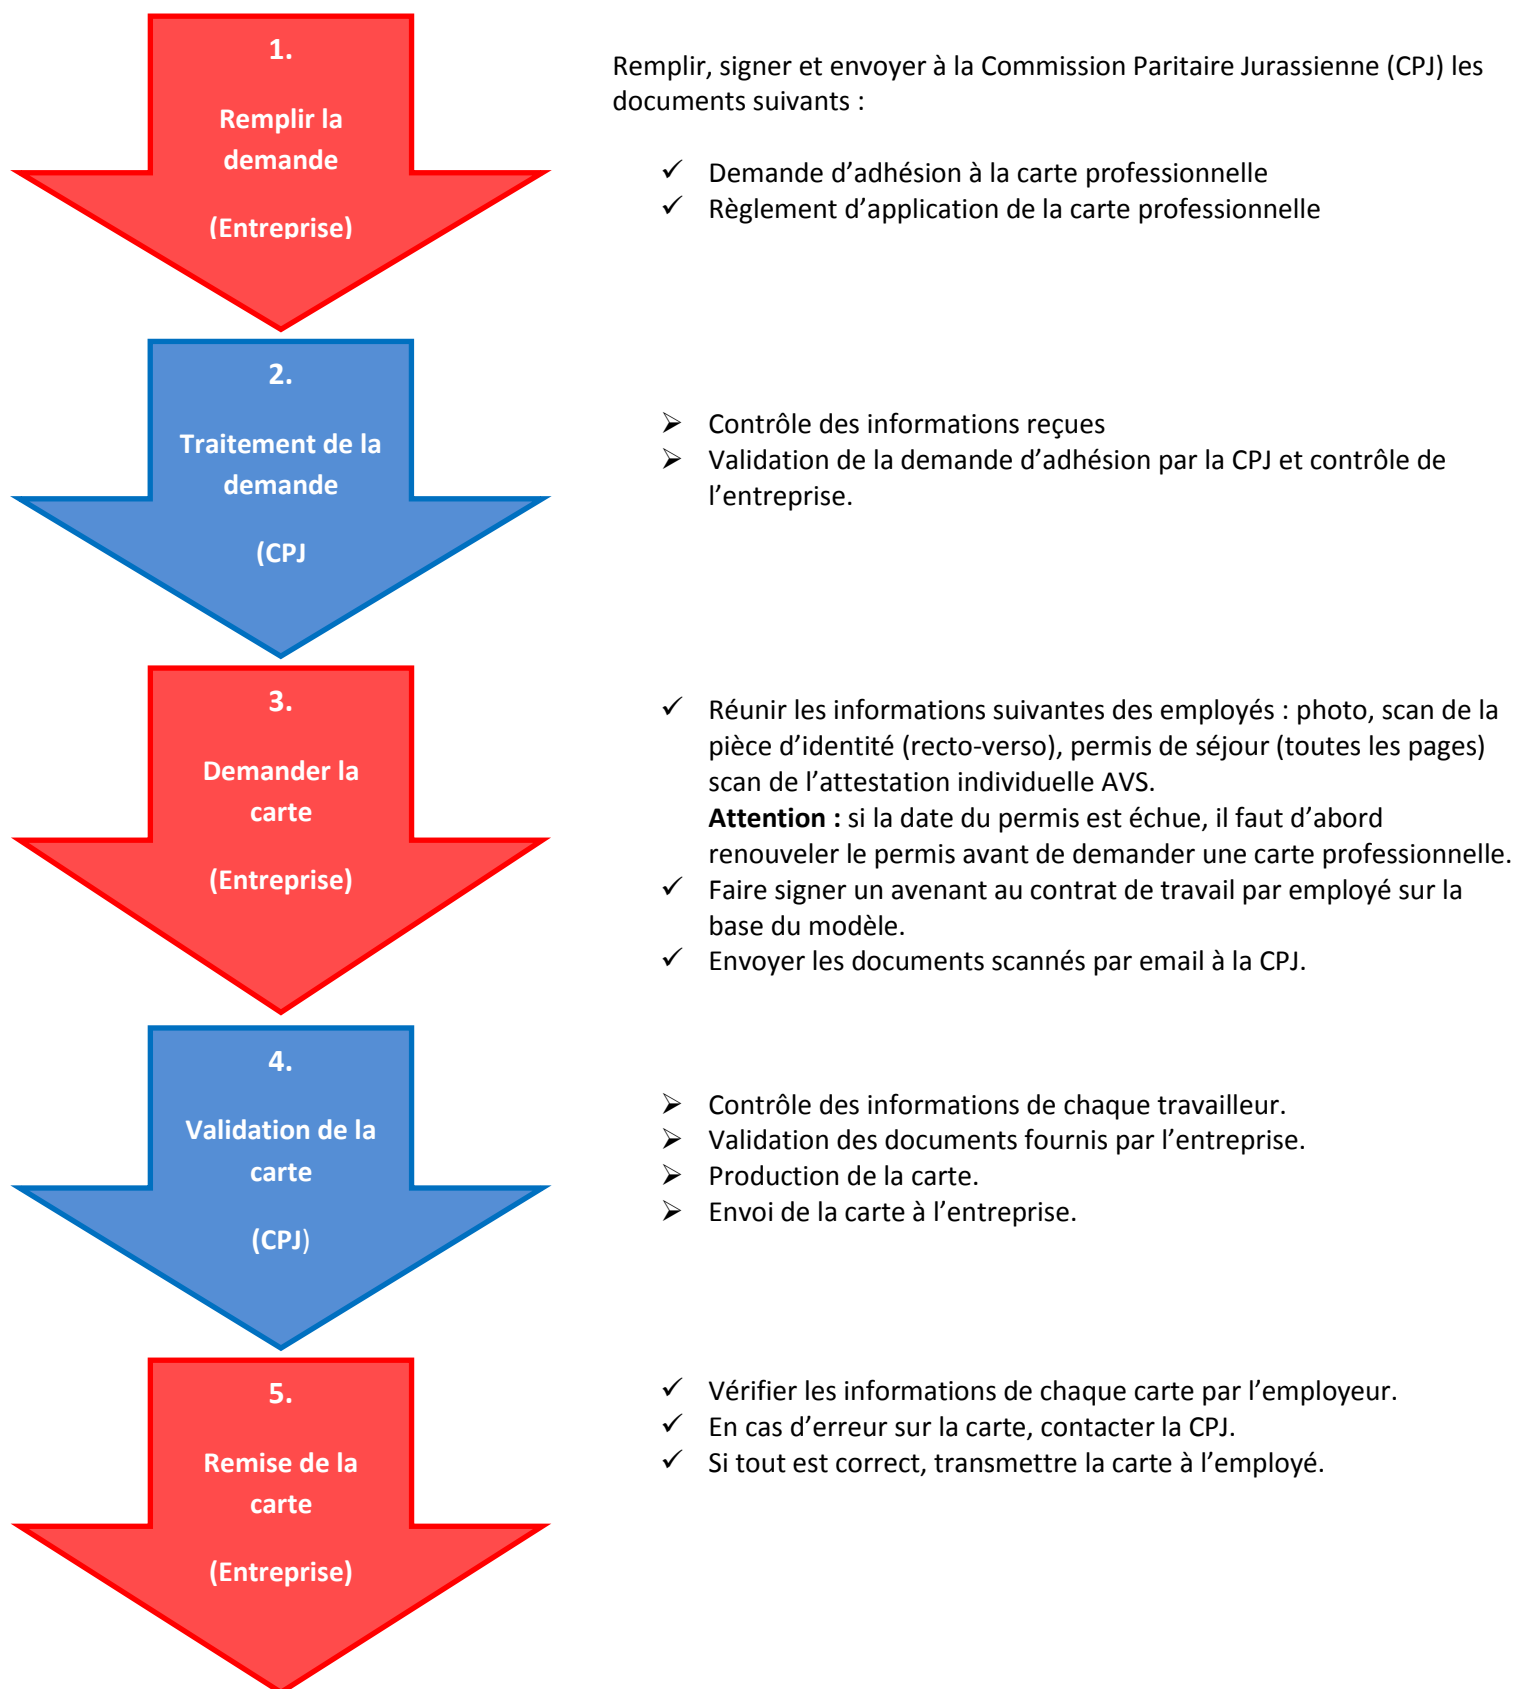 1.
Remplir la
demande
(Entreprise)
Remplir, signer et envoyer à la Commission Paritaire Jurassienne (CPJ) les
documents suivants :
✓ Demande d’adhésion à la carte professionnelle
✓ Règlement d’application de la carte professionnelle
2.
Traitement de la
demande
(CPJ
➢ Contrôle des informations reçues
➢ Validation de la demande d’adhésion par la CPJ et contrôle de
l’entreprise.
3.
Demander la
carte
(Entreprise)
✓ Réunir les informations suivantes des employés : photo, scan de la
pièce d’identité (recto-verso), permis de séjour (toutes les pages)
scan de l’attestation individuelle AVS.
Attention : si la date du permis est échue, il faut d’abord
renouveler le permis avant de demander une carte professionnelle.
✓ Faire signer un avenant au contrat de travail par employé sur la
base du modèle.
✓ Envoyer les documents scannés par email à la CPJ.
4.
Validation de la
carte
(CPJ)
➢ Contrôle des informations de chaque travailleur.
➢ Validation des documents fournis par l’entreprise.
➢ Production de la carte.
➢ Envoi de la carte à l’entreprise.
5.
Remise de la
carte
(Entreprise)
✓ Vérifier les informations de chaque carte par l’employeur.
✓ En cas d’erreur sur la carte, contacter la CPJ.
✓ Si tout est correct, transmettre la carte à l’employé.